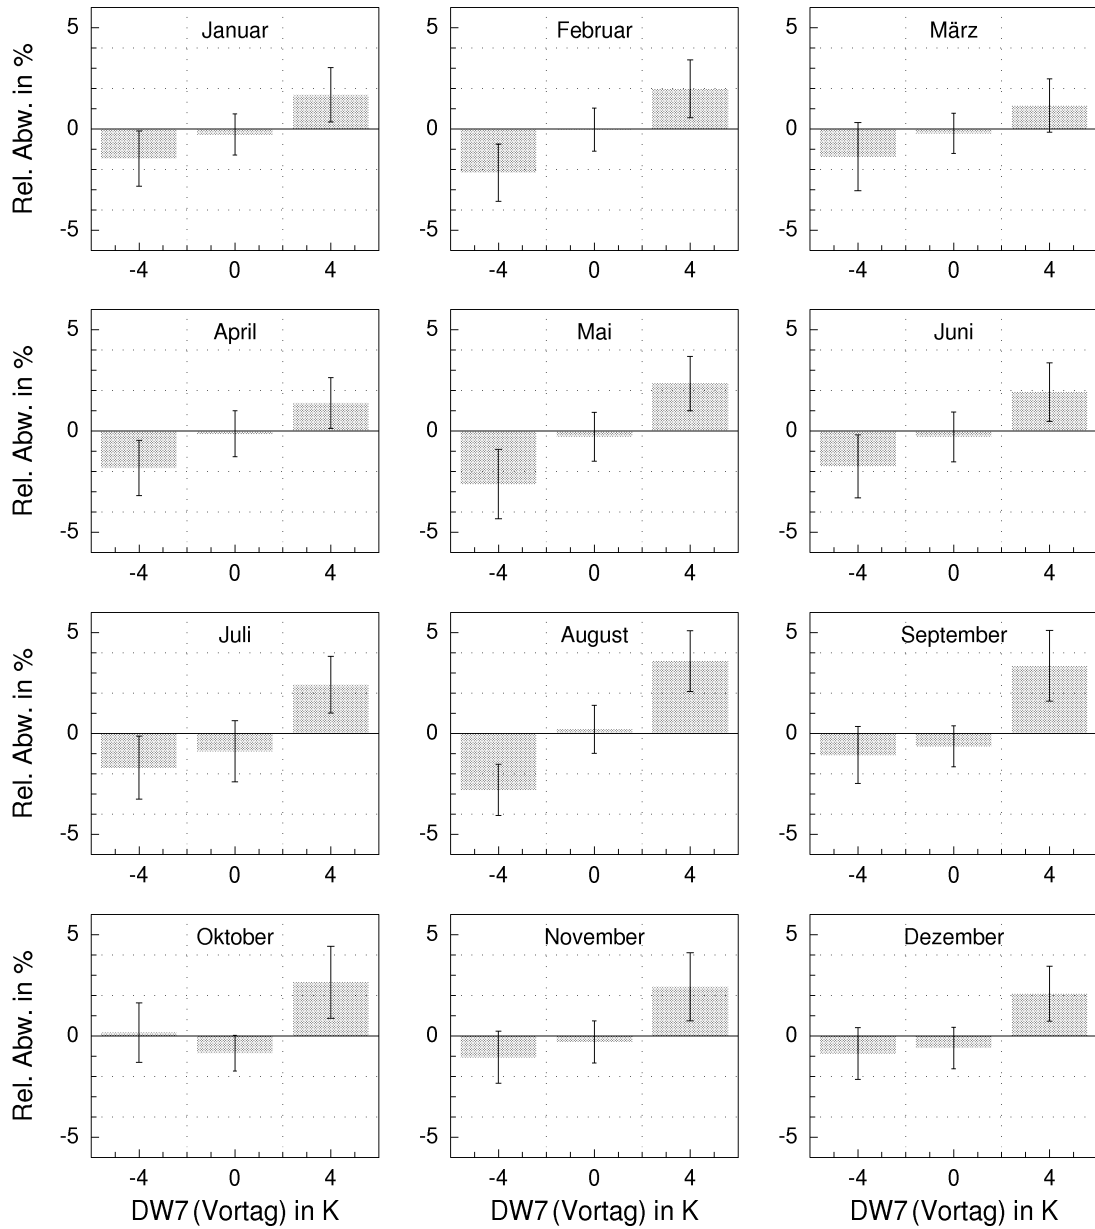 Januar Februar März
Rel. Abw. in %
5 5 5
0 0 0
-5 -5 -5
-4 0 4 -4 0 4 -4 0 4
April Mai Juni
Rel. Abw. in %
5 5 5
0 0 0
-5 -5 -5
-4 0 4 -4 0 4 -4 0 4
Juli August September
Rel. Abw. in %
5 5 5
0 0 0
-5 -5 -5
-4 0 4 -4 0 4 -4 0 4
Oktober November Dezember
Rel. Abw. in %
5 5 5
0 0 0
-5 -5 -5
-4 0 4 -4 0 4 -4 0 4
DW7 (Vortag) in K DW7 (Vortag) in K DW7 (Vortag) in K